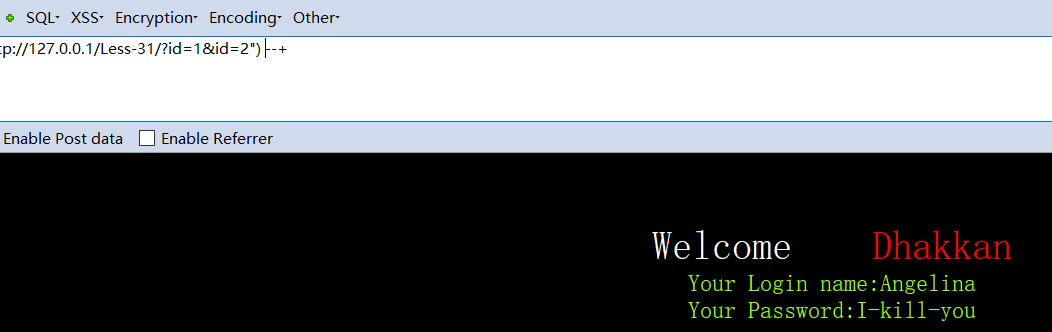 SQL XSS Encryption Encoding Other
tp://127.0.0.1/Less-31/?id=1&id=2") --+
Enable Post data Enable Referrer
Welcome Dhakkan
Your Login name:Angelina
Your Password:I-kill-you